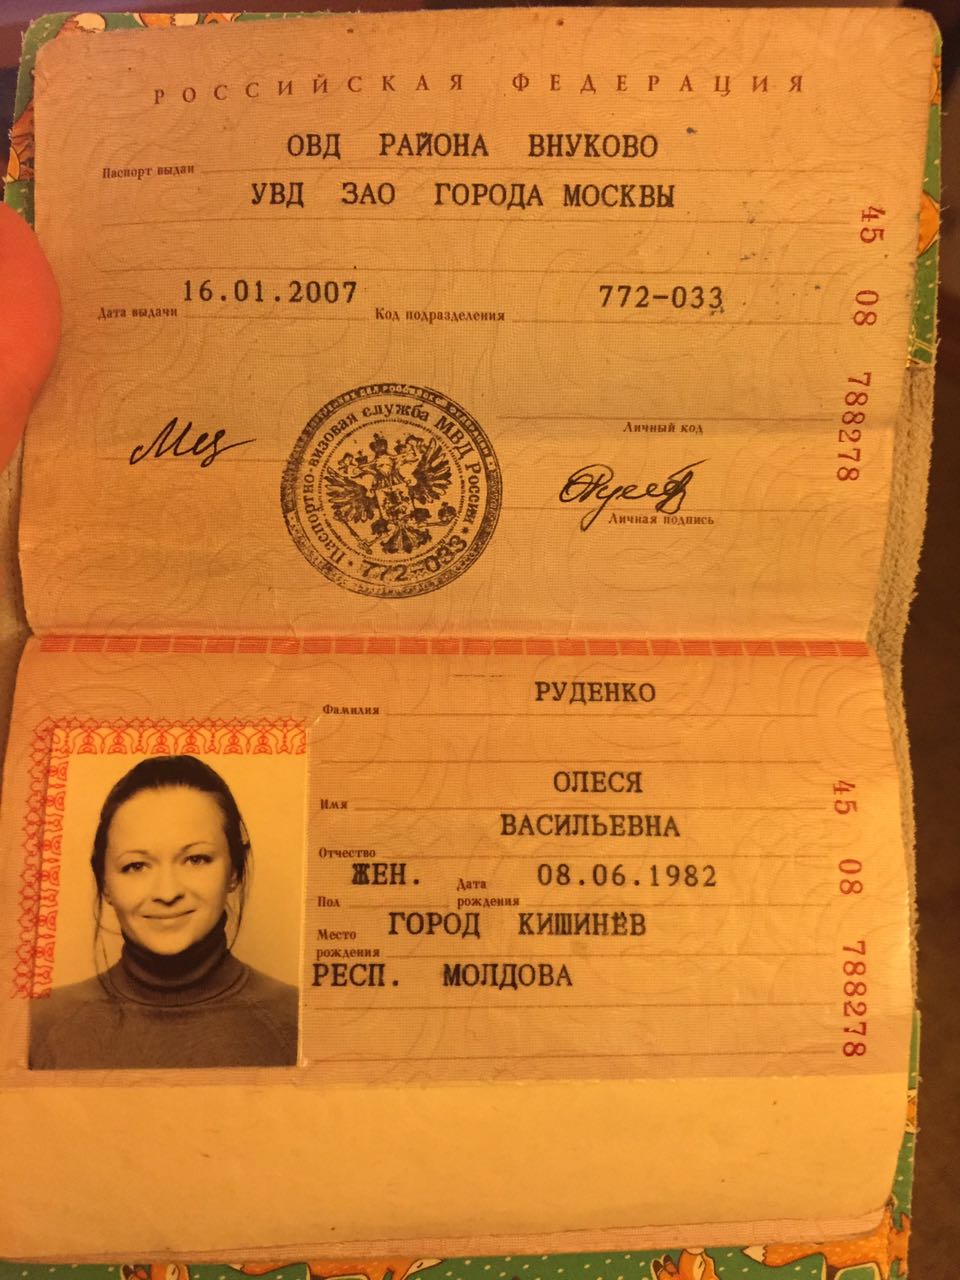 РОССИЙСКАЯ ФЕДЕРАЦИЯ
Паспорт выдан ОВД РАЙОНА ВНУКОВО
УВД ЗАО ГОРОДА МОСКВЫ
Дата выдачи 16.01.2007 Код подразделения 772-033
Личный код
Личная подпись
Паспортно-визовая служба МВД России
772-033
45 08 788278
Фамилия РУДЕНКО
Имя ОЛЕСЯ
Отчество ВАСИЛЬЕВНА
Пол ЖЕН. Дата рождения 08.06.1982
Место рождения ГОРОД КИШИНЁВ
РЕСП. МОЛДОВА
45 08 788278